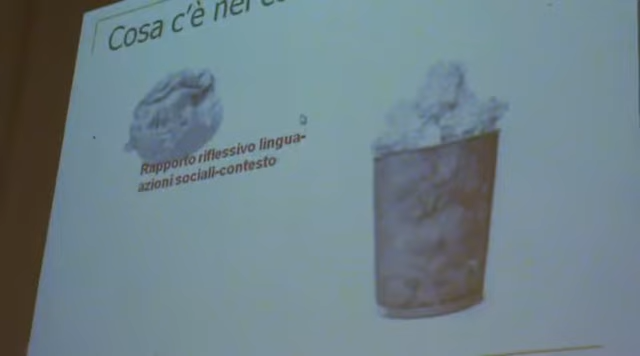 Cosa c'è nel
Rapporto riflessivo lingua-
azioni sociali-contesto